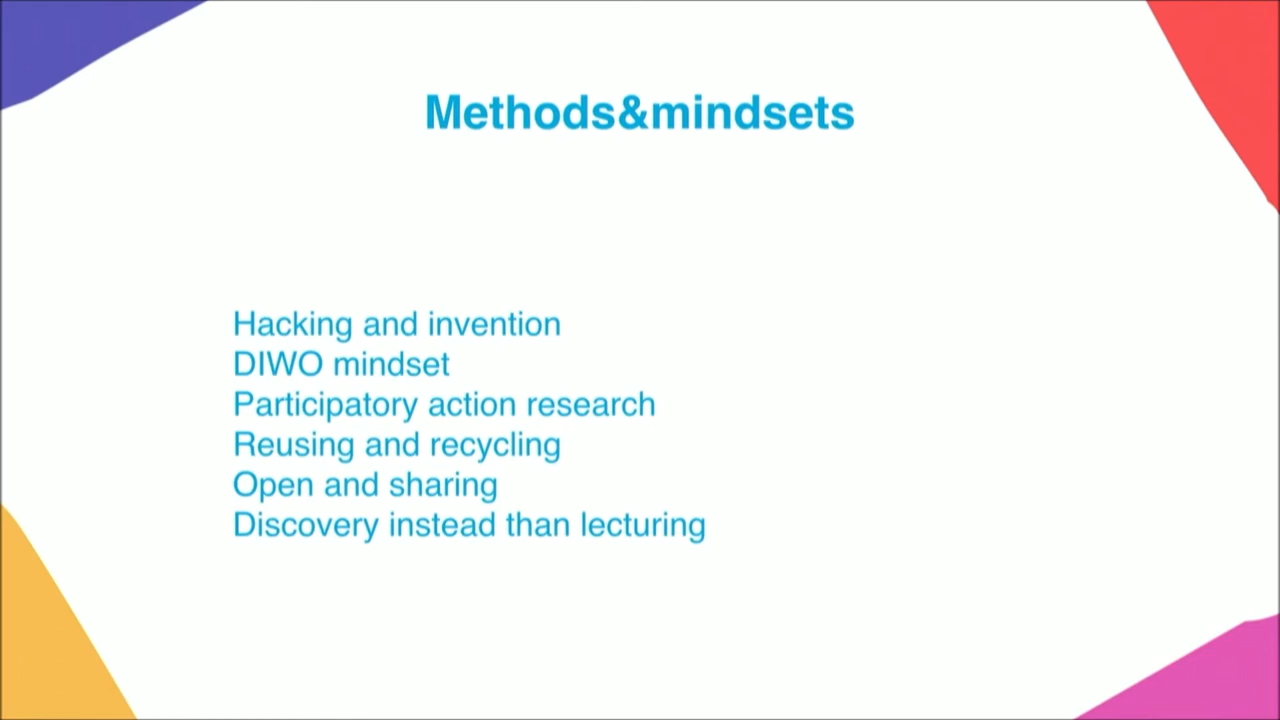 Methods&mindsets
Hacking and invention
DIWO mindset
Participatory action research
Reusing and recycling
Open and sharing
Discovery instead than lecturing